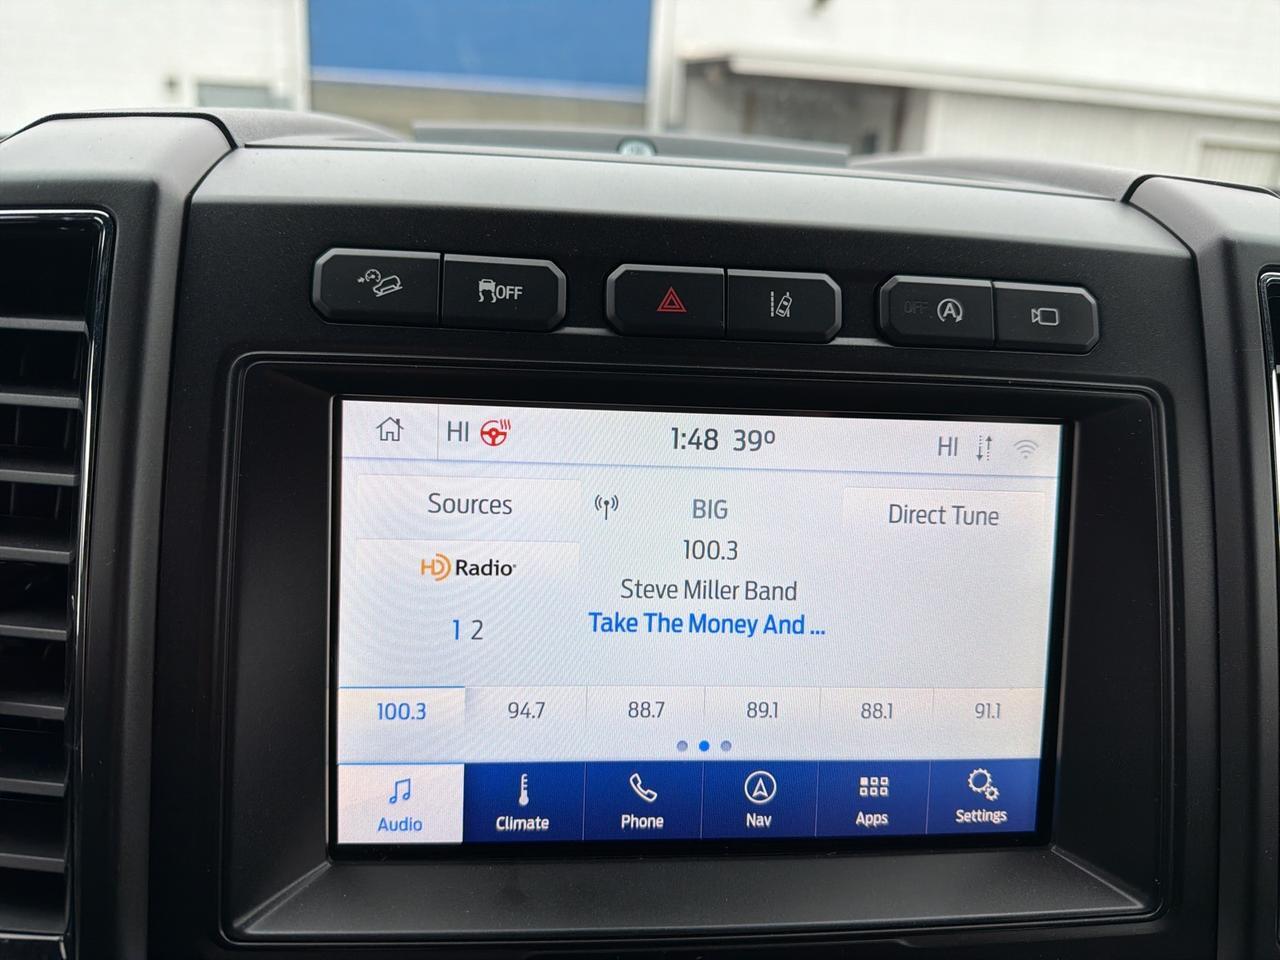 OFF
OFF A
HI 1:48 39º HI
Sources
BIG
Direct Tune
100.3
HD Radio
Steve Miller Band
1 2
Take The Money And ...
100.3 94.7 88.7 89.1 88.1 91.1
Audio Climate Phone Nav Apps Settings